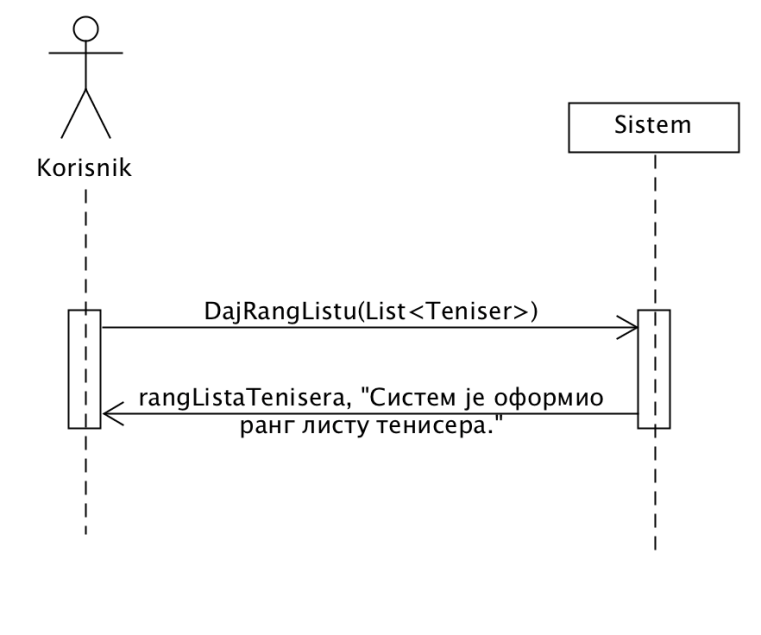 Korisnik
Sistem
DajRangListu(List<Teniser>)
rangListaTenisera, "Систем је оформио
ранг листу тенисера."